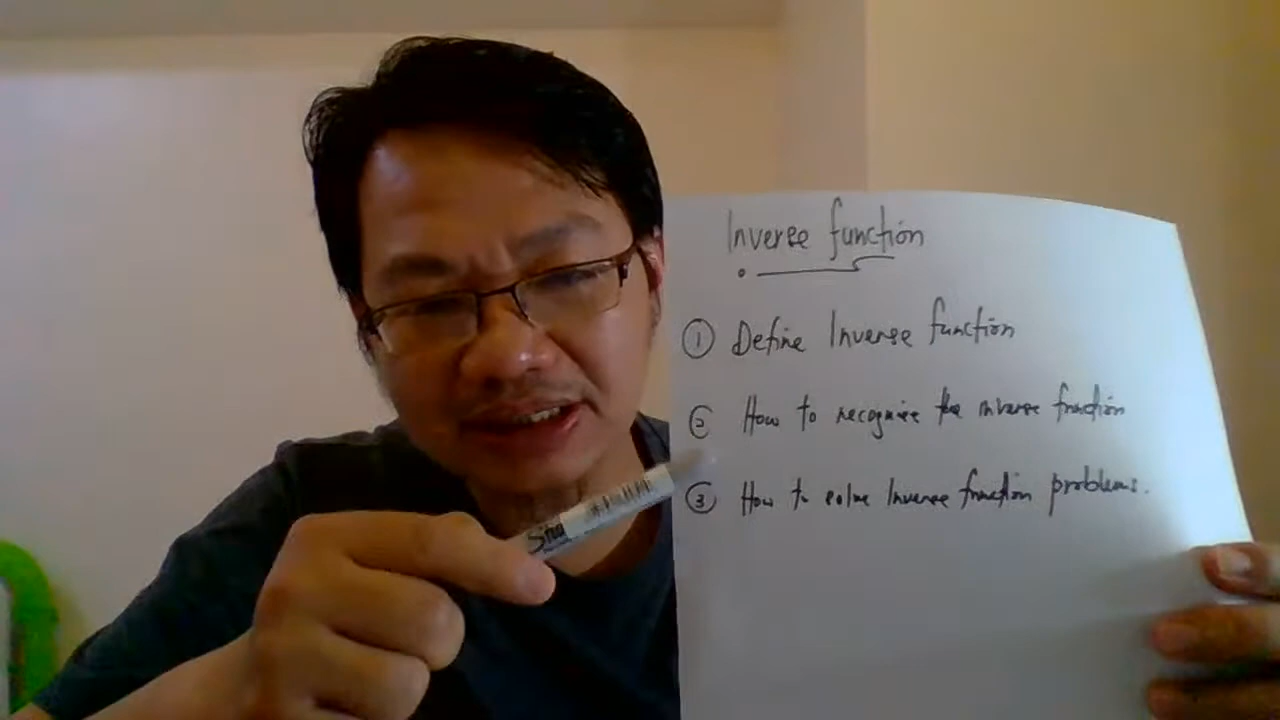 Inverse function
① Define Inverse function
② How to recognise the inverse function
③ How to solve Inverse function problems.